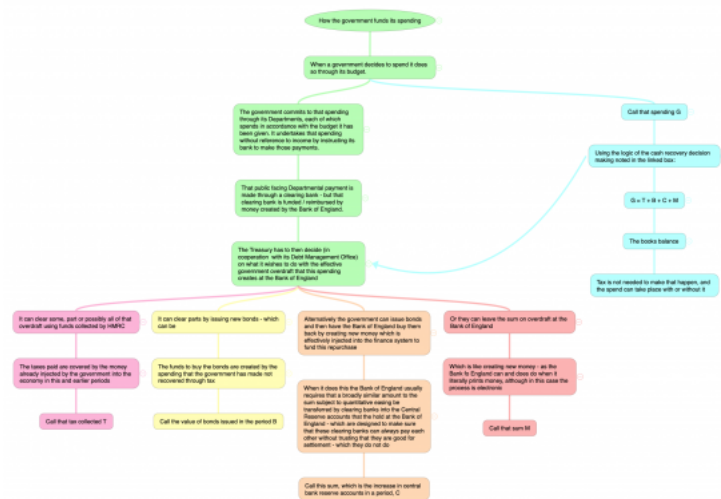 How the government funds its spending
When a government decides to spend it does
so through its budget.
The government commits to that spending
through its Departments, each of which
spends in accordance with the budget it has
been given. It undertakes that spending
without reference to income by instructing its
bank to make those payments.
That public facing Departmental payment is
made through a clearing bank - but that
clearing bank is funded / reimbursed by
money created by the Bank of England.
The Treasury has to then decide (in
cooperation with its Debt Management Office)
on what it wishes to do with the effective
government overdraft that this spending
creates at the Bank of England
Call that spending G
Using the logic of the cash recovery decision
making noted in the linked box:
G = T + B + C + M
The books balance
Tax is not needed to make that happen, and
the spend can take place with or without it
It can clear some, part or possibly all of that
overdraft using funds collected by HMRC
The taxes paid are covered by the money
already injected by the government into the
economy in this and earlier periods
Call that tax collected T
It can clear parts by issuing new bonds - which
can be
The funds to buy the bonds are created by the
spending that the government has made not
recovered through tax
Call the value of bonds issued in the period B
Alternatively the government can issue bonds
and then have the Bank of England buy them
back by creating new money which is
effectively injected into the finance system to
fund this repurchase
When it does this the Bank of England usually
requires that a broadly similar amount to the
sum subject to quantitative easing be
transferred by clearing banks into the Central
Reserve accounts that the hold at the Bank of
England - which are designed to make sure
that these clearing banks can always pay each
other without trusting that they are good for
settlement - which they do not do
Call this sum, which is the increase in central
bank reserve accounts in a period, C
Or they can leave the sum on overdraft at the
Bank of England
Which is like creating new money - as the
Bank fo England can and does do when it
literally prints money, although in this case the
process is electronic
Call that sum M